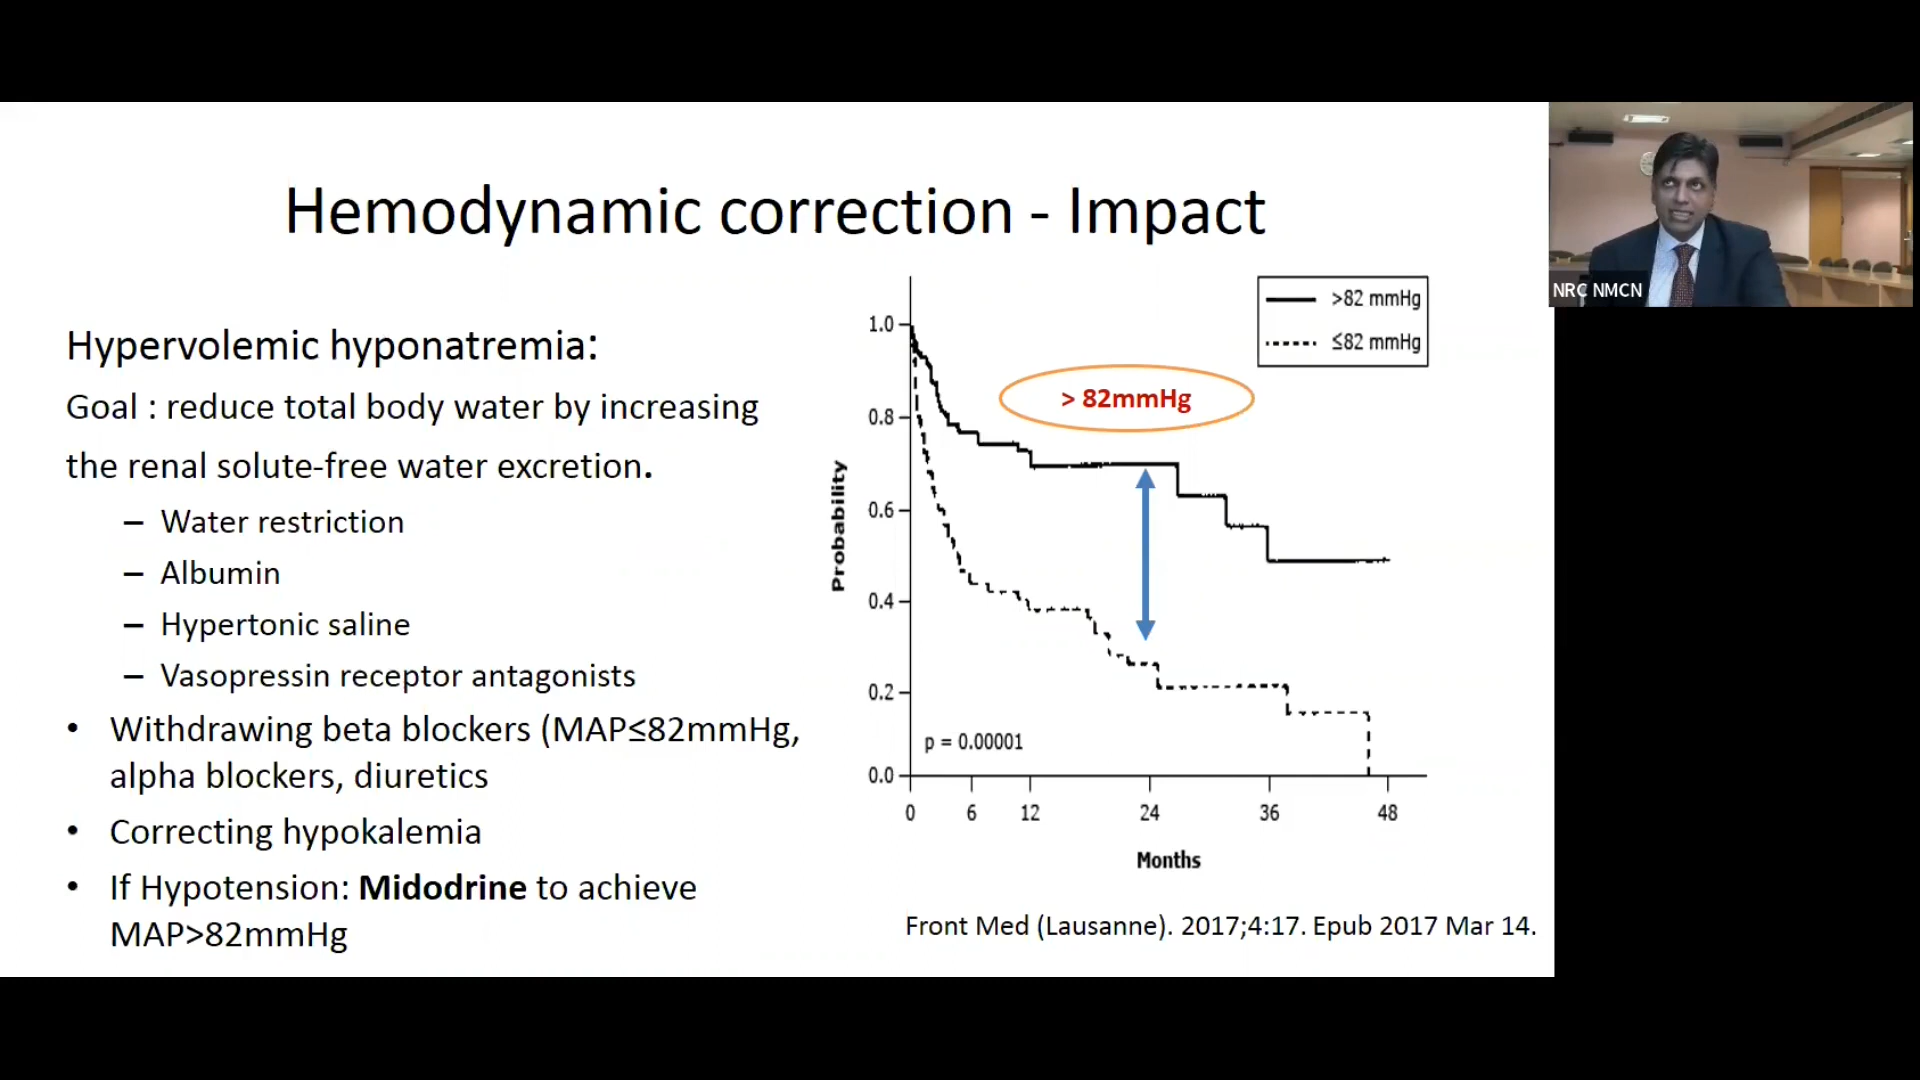 Hemodynamic correction - Impact
Hypervolemic hyponatremia:
Goal : reduce total body water by increasing
the renal solute-free water excretion.
– Water restriction
– Albumin
– Hypertonic saline
– Vasopressin receptor antagonists
• Withdrawing beta blockers (MAP≤82mmHg,
alpha blockers, diuretics
• Correcting hypokalemia
• If Hypotension: Midodrine to achieve
MAP>82mmHg
>82 mmHg
≤82 mmHg
> 82mmHg
Probability
1.0
0.8
0.6
0.4
0.2
0.0
p = 0.00001
0 6 12 24 36 48
Months
Front Med (Lausanne). 2017;4:17. Epub 2017 Mar 14.
NRC NMCN